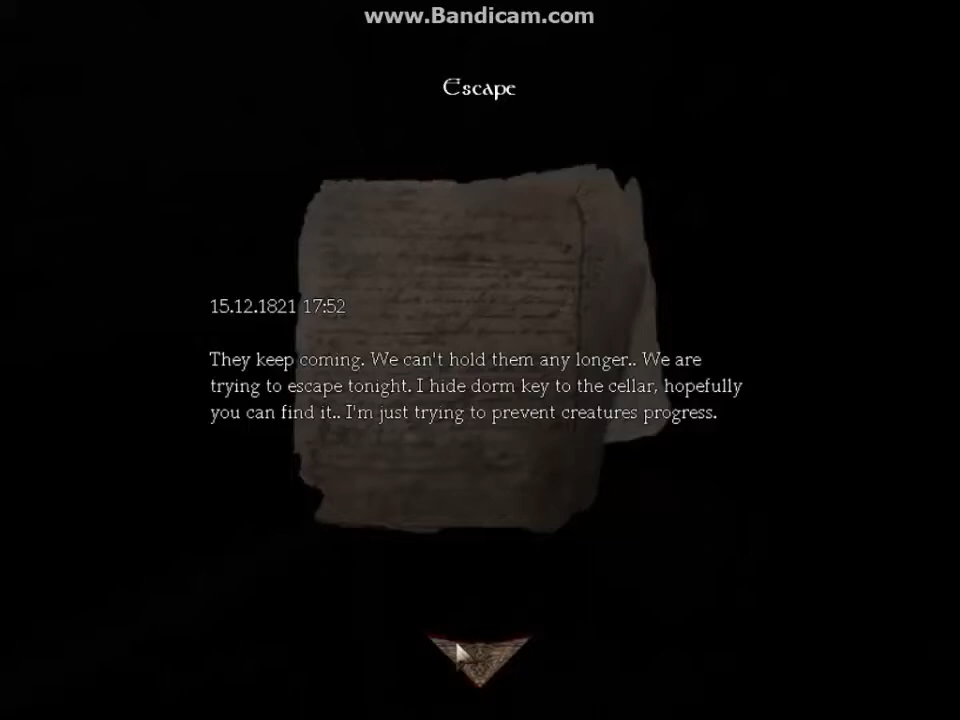 www.Bandicam.com
Escape
15.12.1821 17:52
They keep coming. We can't hold them any longer.. We are
trying to escape tonight. I hide dorm key to the cellar, hopefully
you can find it.. I'm just trying to prevent creatures progress.